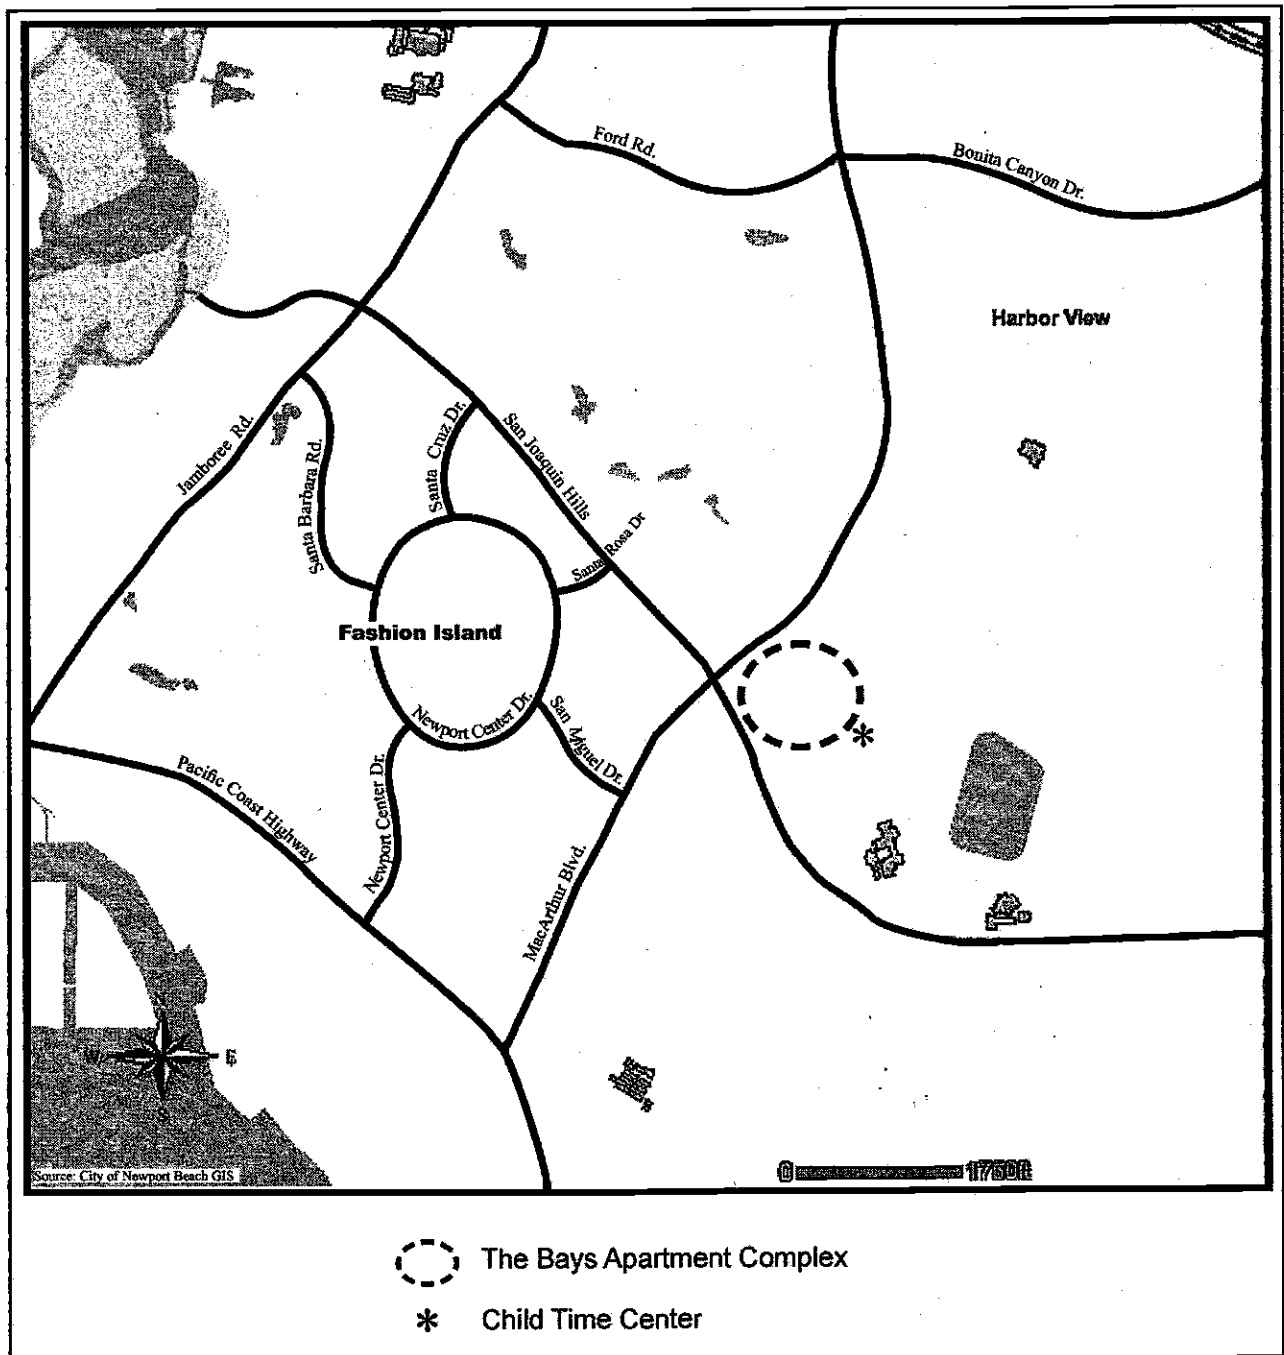 Ford Rd.
Bonita Canyon Dr.
Harbor View
Jamboree Rd.
Santa Barbara Rd.
Santa Cruz Dr.
San Joaquin Hills
Santa Rosa Dr
Fashion Island
Newport Center Dr.
San Miguel Dr.
Pacific Coast Highway
Newport Center Dr.
MacArthur Blvd.
N
W E
S
Source: City of Newport Beach GIS
0 1750ft
The Bays Apartment Complex
* Child Time Center